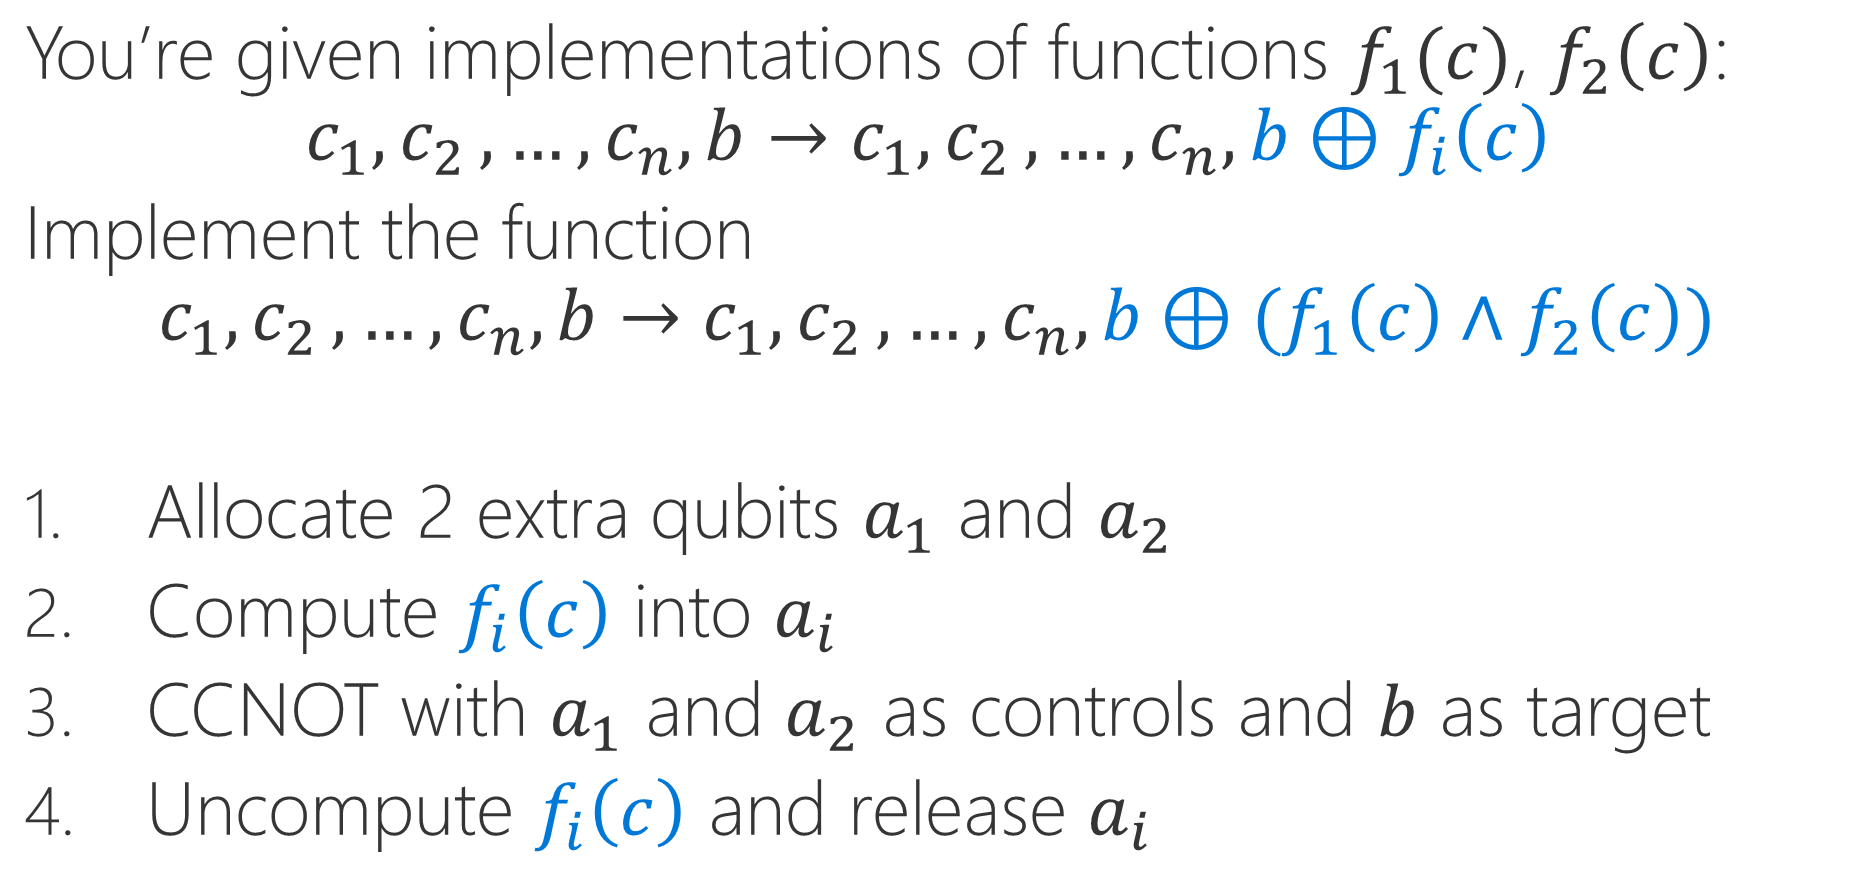 You're given implementations of functions f₁(c), f₂(c):
c₁, c₂ , … , cₙ, b → c₁, c₂ , … , cₙ, b ⊕ fᵢ(c)
Implement the function
c₁, c₂ , … , cₙ, b → c₁, c₂ , … , cₙ, b ⊕ (f₁(c) ∧ f₂(c))
1. Allocate 2 extra qubits a₁ and a₂
2. Compute fᵢ(c) into aᵢ
3. CCNOT with a₁ and a₂ as controls and b as target
4. Uncompute fᵢ(c) and release aᵢ